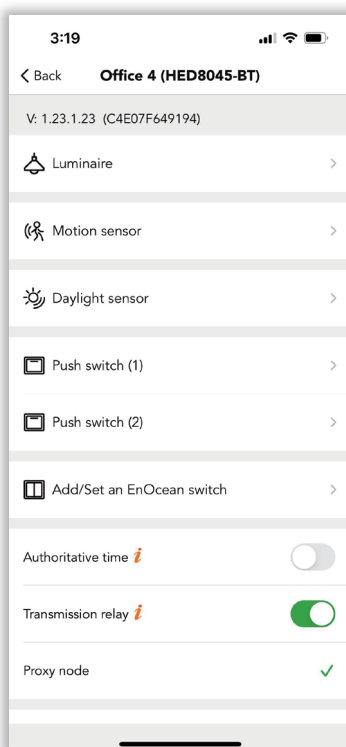 3:19
Back Office 4 (HED8045-BT)
V: 1.23.1.23 (C4E07F649194)
Luminaire
Motion sensor
Daylight sensor
Push switch (1)
Push switch (2)
Add/Set an EnOcean switch
Authoritative time i
Transmission relay i
Proxy node